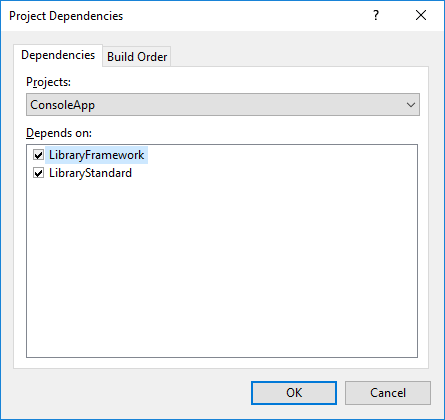 Project Dependencies
Dependencies Build Order
Projects:
ConsoleApp
Depends on:
LibraryFramework
LibraryStandard
OK Cancel